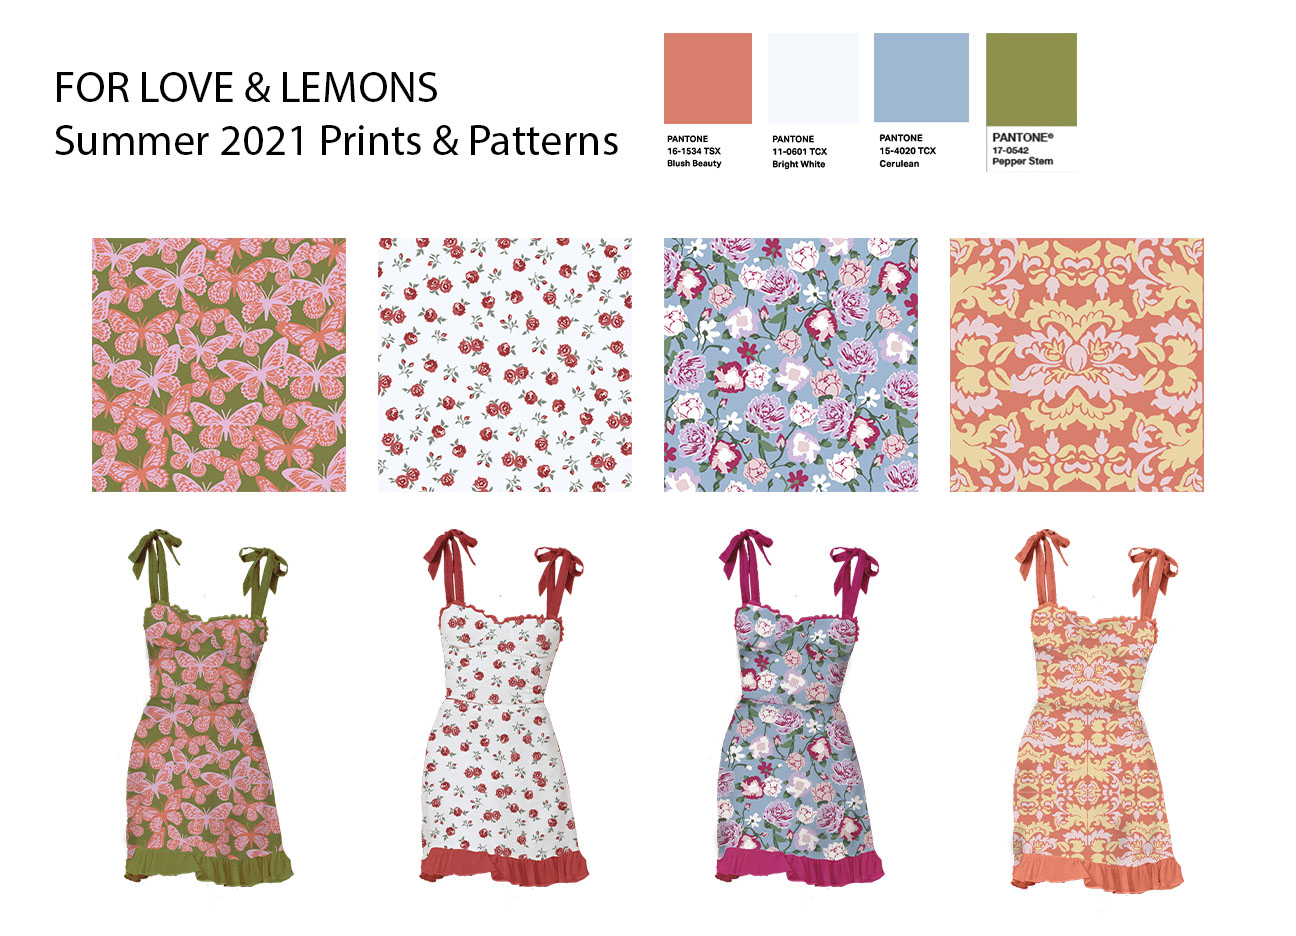 FOR LOVE & LEMONS
Summer 2021 Prints & Patterns
PANTONE
16-1534 TSX
Blush Beauty
PANTONE
11-0601 TCX
Bright White
PANTONE
15-4020 TCX
Cerulean
PANTONE®
17-0542
Pepper Stem